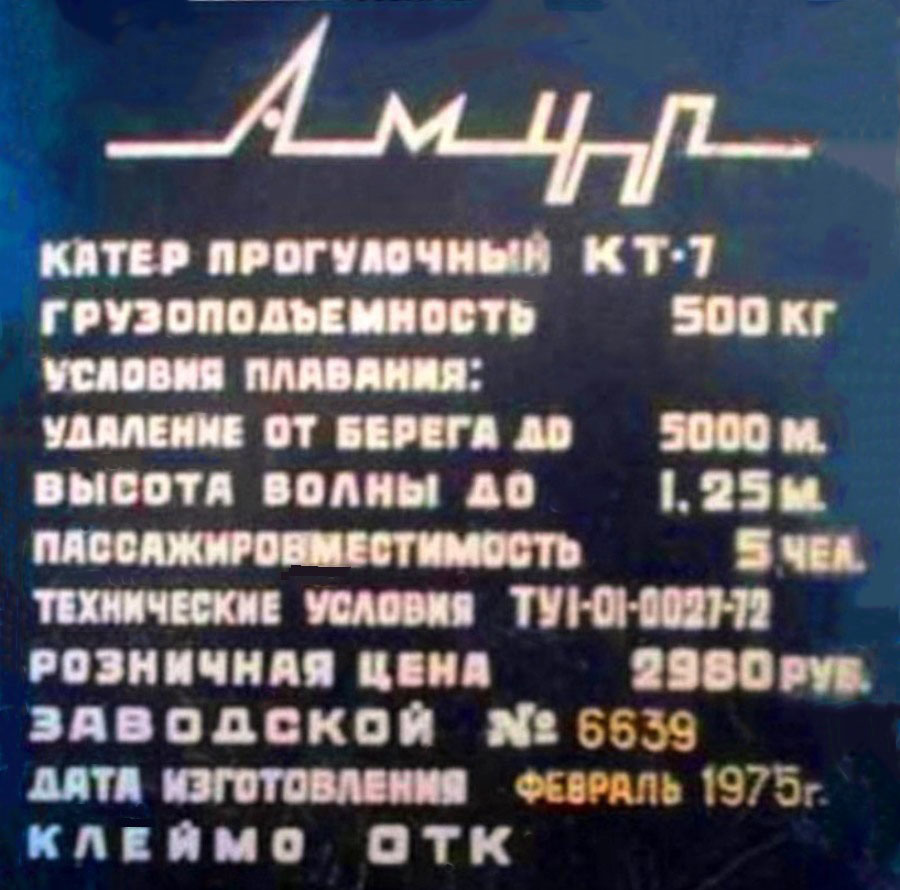 Амур
КАТЕР ПРОГУЛОЧНЫЙ КТ-7
ГРУЗОПОДЪЕМНОСТЬ 500 КГ
УСЛОВИЯ ПЛАВАНИЯ:
УДАЛЕНИЕ ОТ БЕРЕГА ДО 5000 М.
ВЫСОТА ВОЛНЫ ДО 1.25 М.
ПАССАЖИРОВМЕСТИМОСТЬ 5 ЧЕЛ.
ТЕХНИЧЕСКИЕ УСЛОВИЯ ТУ1-01-0027-72
РОЗНИЧНАЯ ЦЕНА 2980 РУБ.
ЗАВОДСКОЙ № 6639
ДАТА ИЗГОТОВЛЕНИЯ ФЕВРАЛЬ 1975г.
КЛЕЙМО ОТК